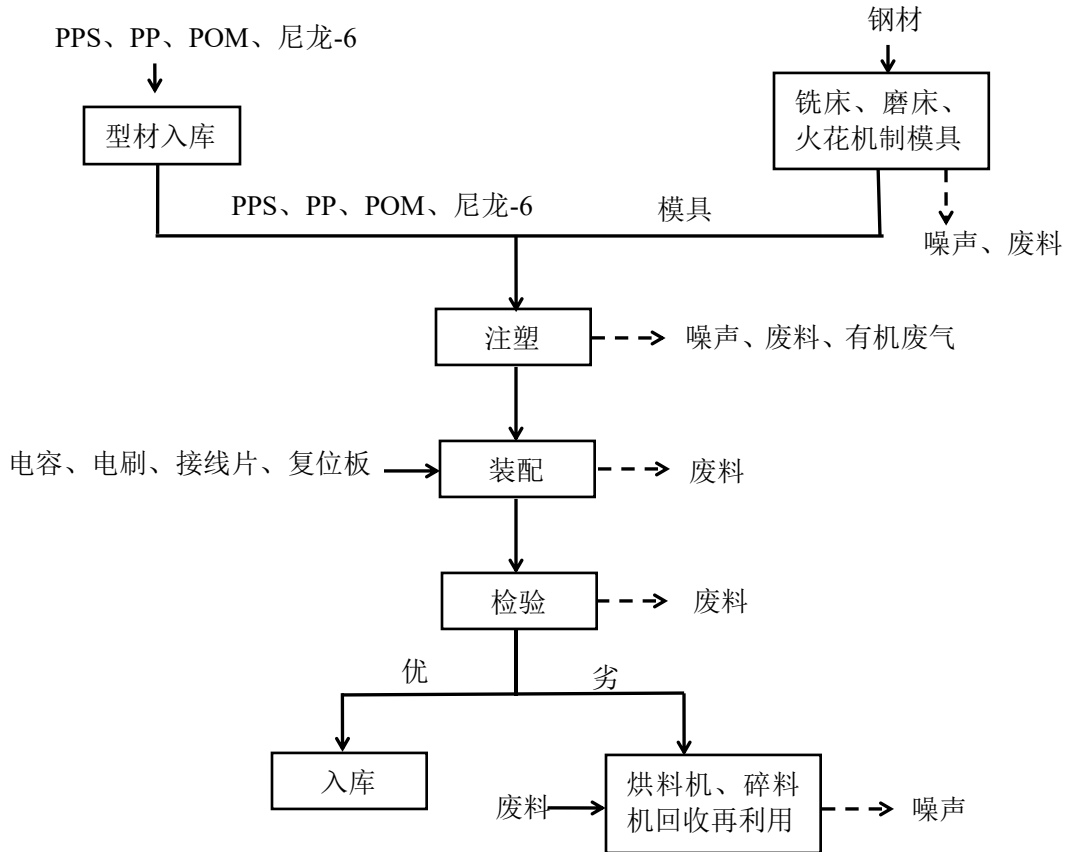 钢材
PPS、PP、POM、尼龙-6
型材入库
铣床、磨床、
火花机制模具
PPS、PP、POM、尼龙-6
模具
噪声、废料
注塑
噪声、废料、有机废气
电容、电刷、接线片、复位板
装配
废料
检验
废料
优
劣
入库
废料
烘料机、碎料
机回收再利用
噪声